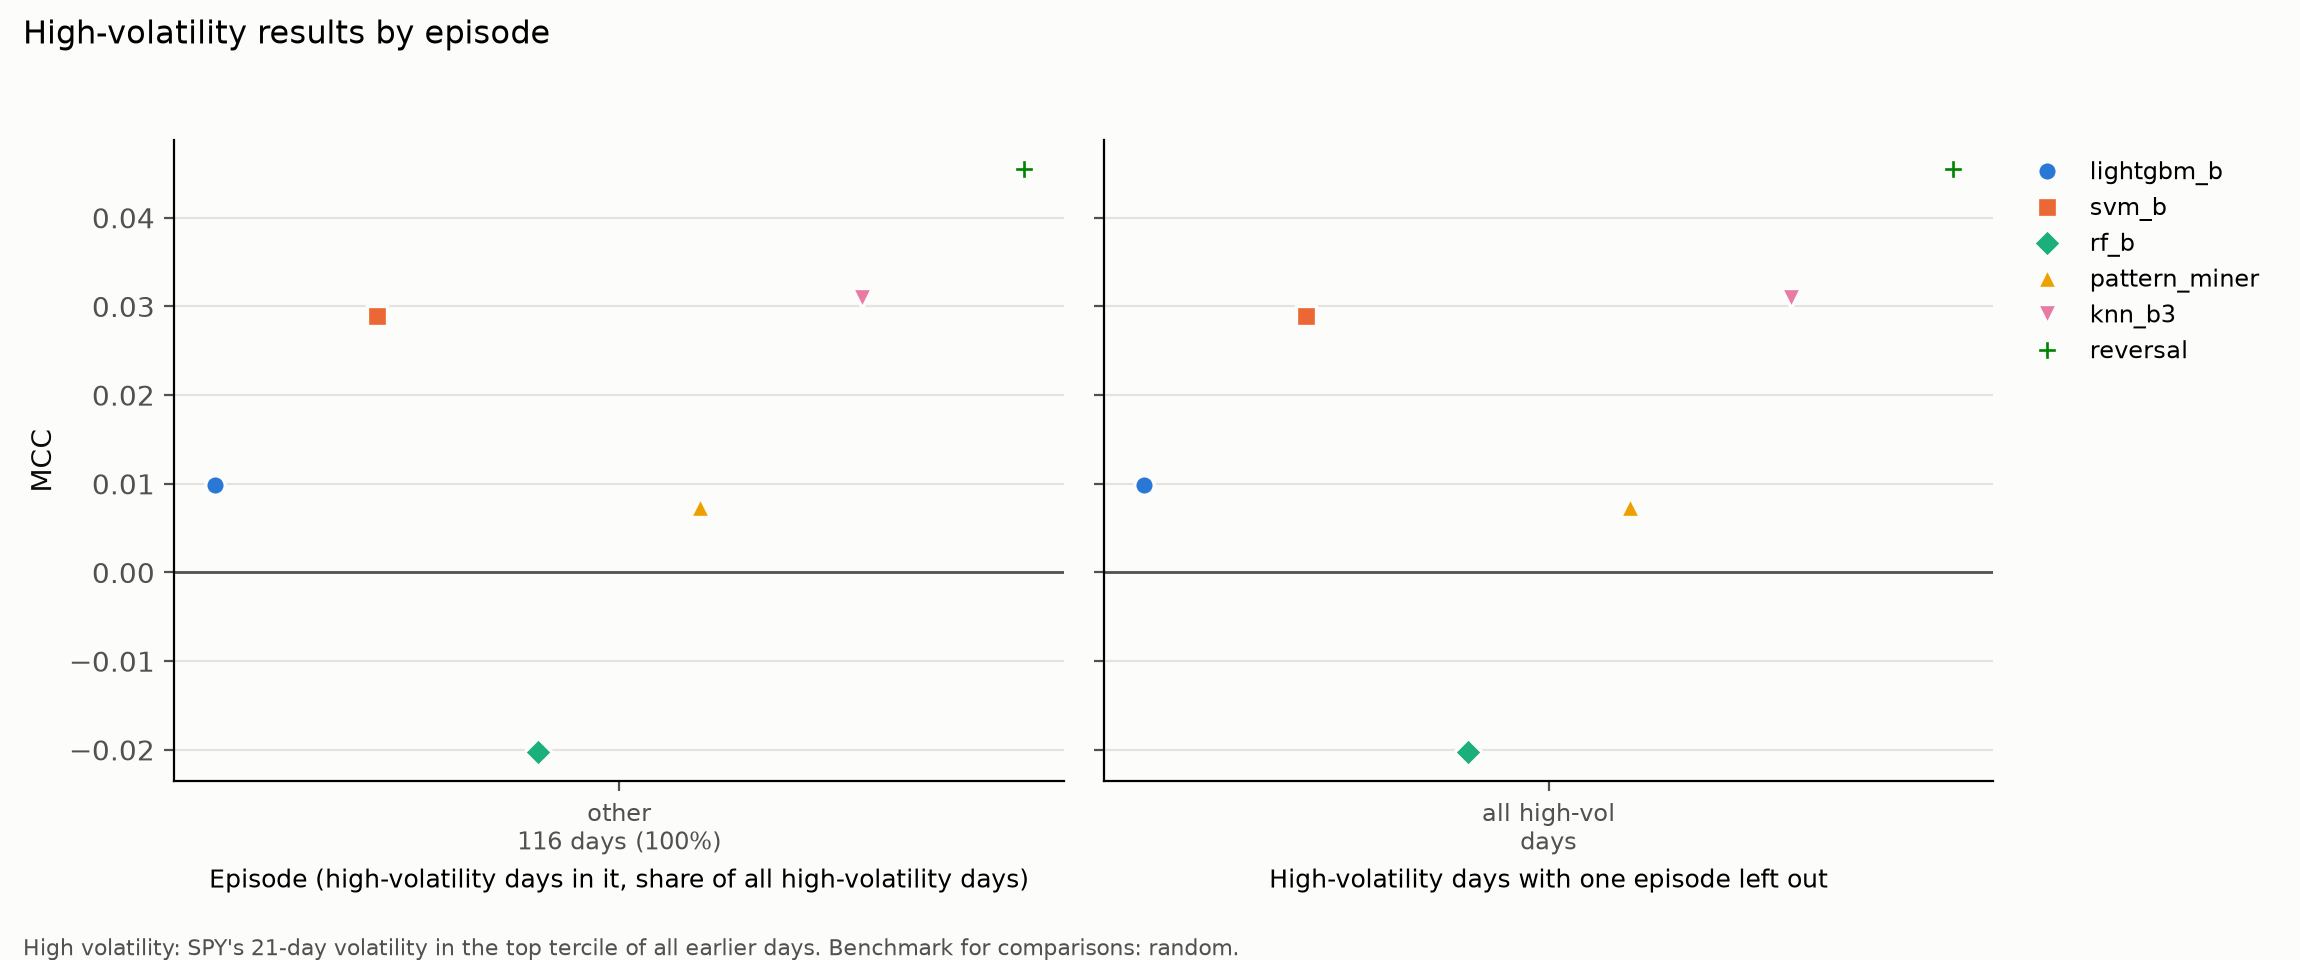 High-volatility results by episode
MCC
0.04
0.03
0.02
0.01
0.00
−0.01
−0.02
other
116 days (100%)
Episode (high-volatility days in it, share of all high-volatility days)
all high-vol
days
High-volatility days with one episode left out
lightgbm_b
svm_b
rf_b
pattern_miner
knn_b3
reversal
High volatility: SPY's 21-day volatility in the top tercile of all earlier days. Benchmark for comparisons: random.